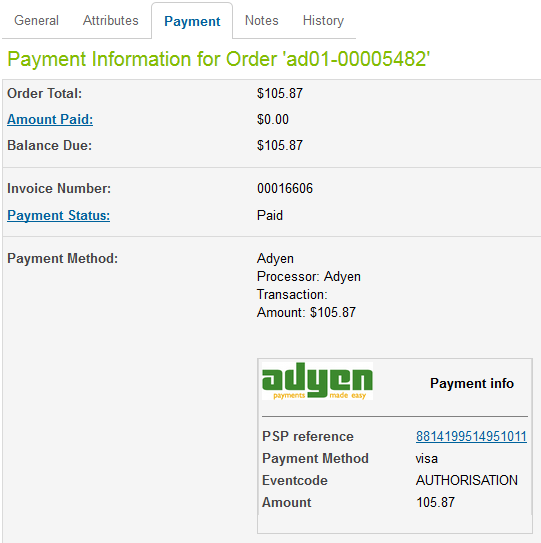 General Attributes Payment Notes History
Payment Information for Order 'ad01-00005482'
Order Total: $105.87
Amount Paid: $0.00
Balance Due: $105.87
Invoice Number: 00016606
Payment Status: Paid
Payment Method: Adyen
Processor: Adyen
Transaction:
Amount: $105.87
adyen
payments made easy
Payment info
PSP reference 8814199514951011
Payment Method visa
Eventcode AUTHORISATION
Amount 105.87